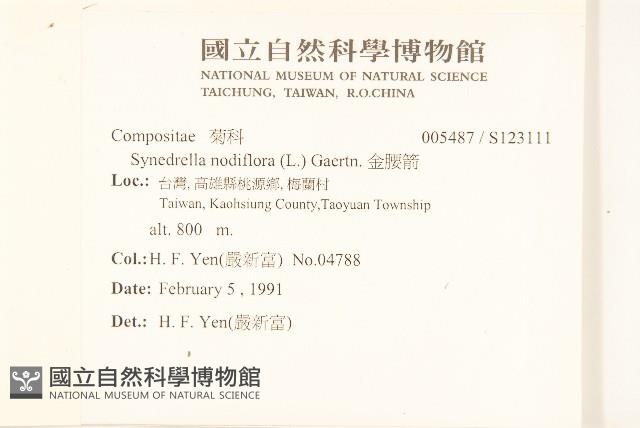 國立自然科學博物館
NATIONAL MUSEUM OF NATURAL SCIENCE
TAICHUNG, TAIWAN, R.O.CHINA
Compositae 菊科 005487 / S123111
Synedrella nodiflora (L.) Gaertn. 金腰箭
Loc.: 台灣, 高雄縣桃源鄉, 梅蘭村
Taiwan, Kaohsiung County,Taoyuan Township
alt. 800 m.
Col.: H. F. Yen(嚴新富) No.04788
Date: February 5 , 1991
Det.: H. F. Yen(嚴新富)
國立自然科學博物館
NATIONAL MUSEUM OF NATURAL SCIENCE